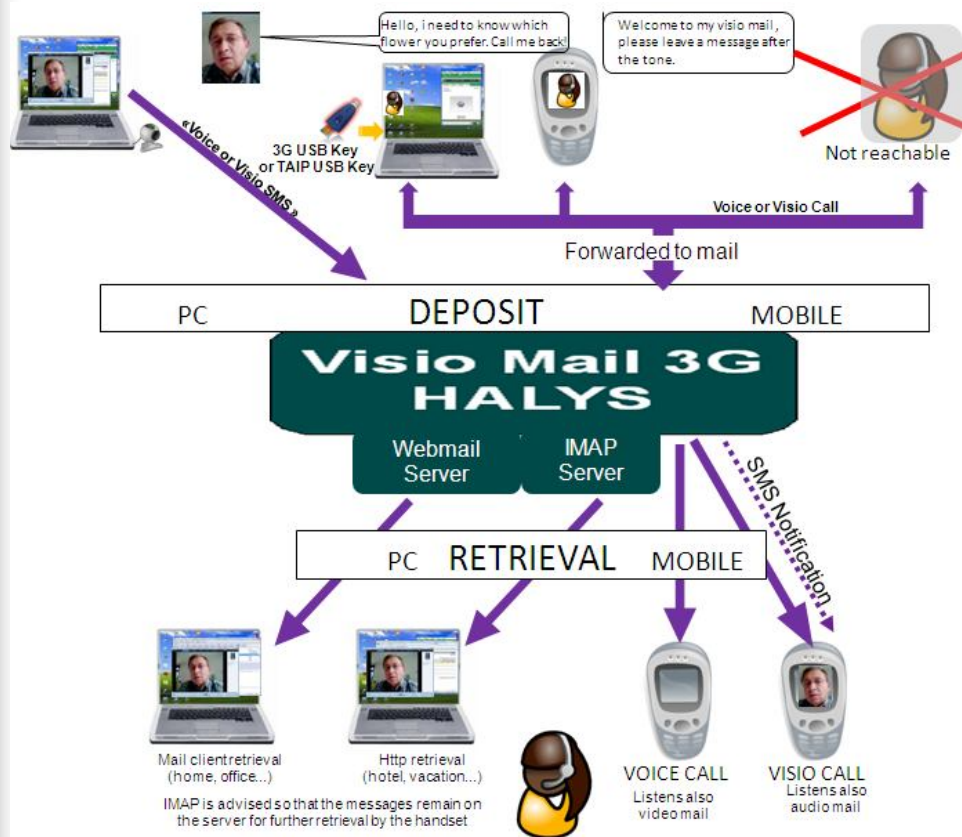 Hello, i need to know which
flower you prefer. Call me back!
Welcome to my visio mail,
please leave a message after
the tone.
«Voice or Visio SMS »
3G USB Key
or TAIP USB Key
Not reachable
Voice or Visio Call
Forwarded to mail
PC DEPOSIT MOBILE
Visio Mail 3G
HALYS
Webmail
Server
IMAP
Server
SMS Notification
PC RETRIEVAL MOBILE
Mail client retrieval
(home, office...)
Http retrieval
(hotel, vacation...)
IMAP is advised so that the messages remain on
the server for further retrieval by the handset
VOICE CALL
Listens also
video mail
VISIO CALL
Listens also
audio mail